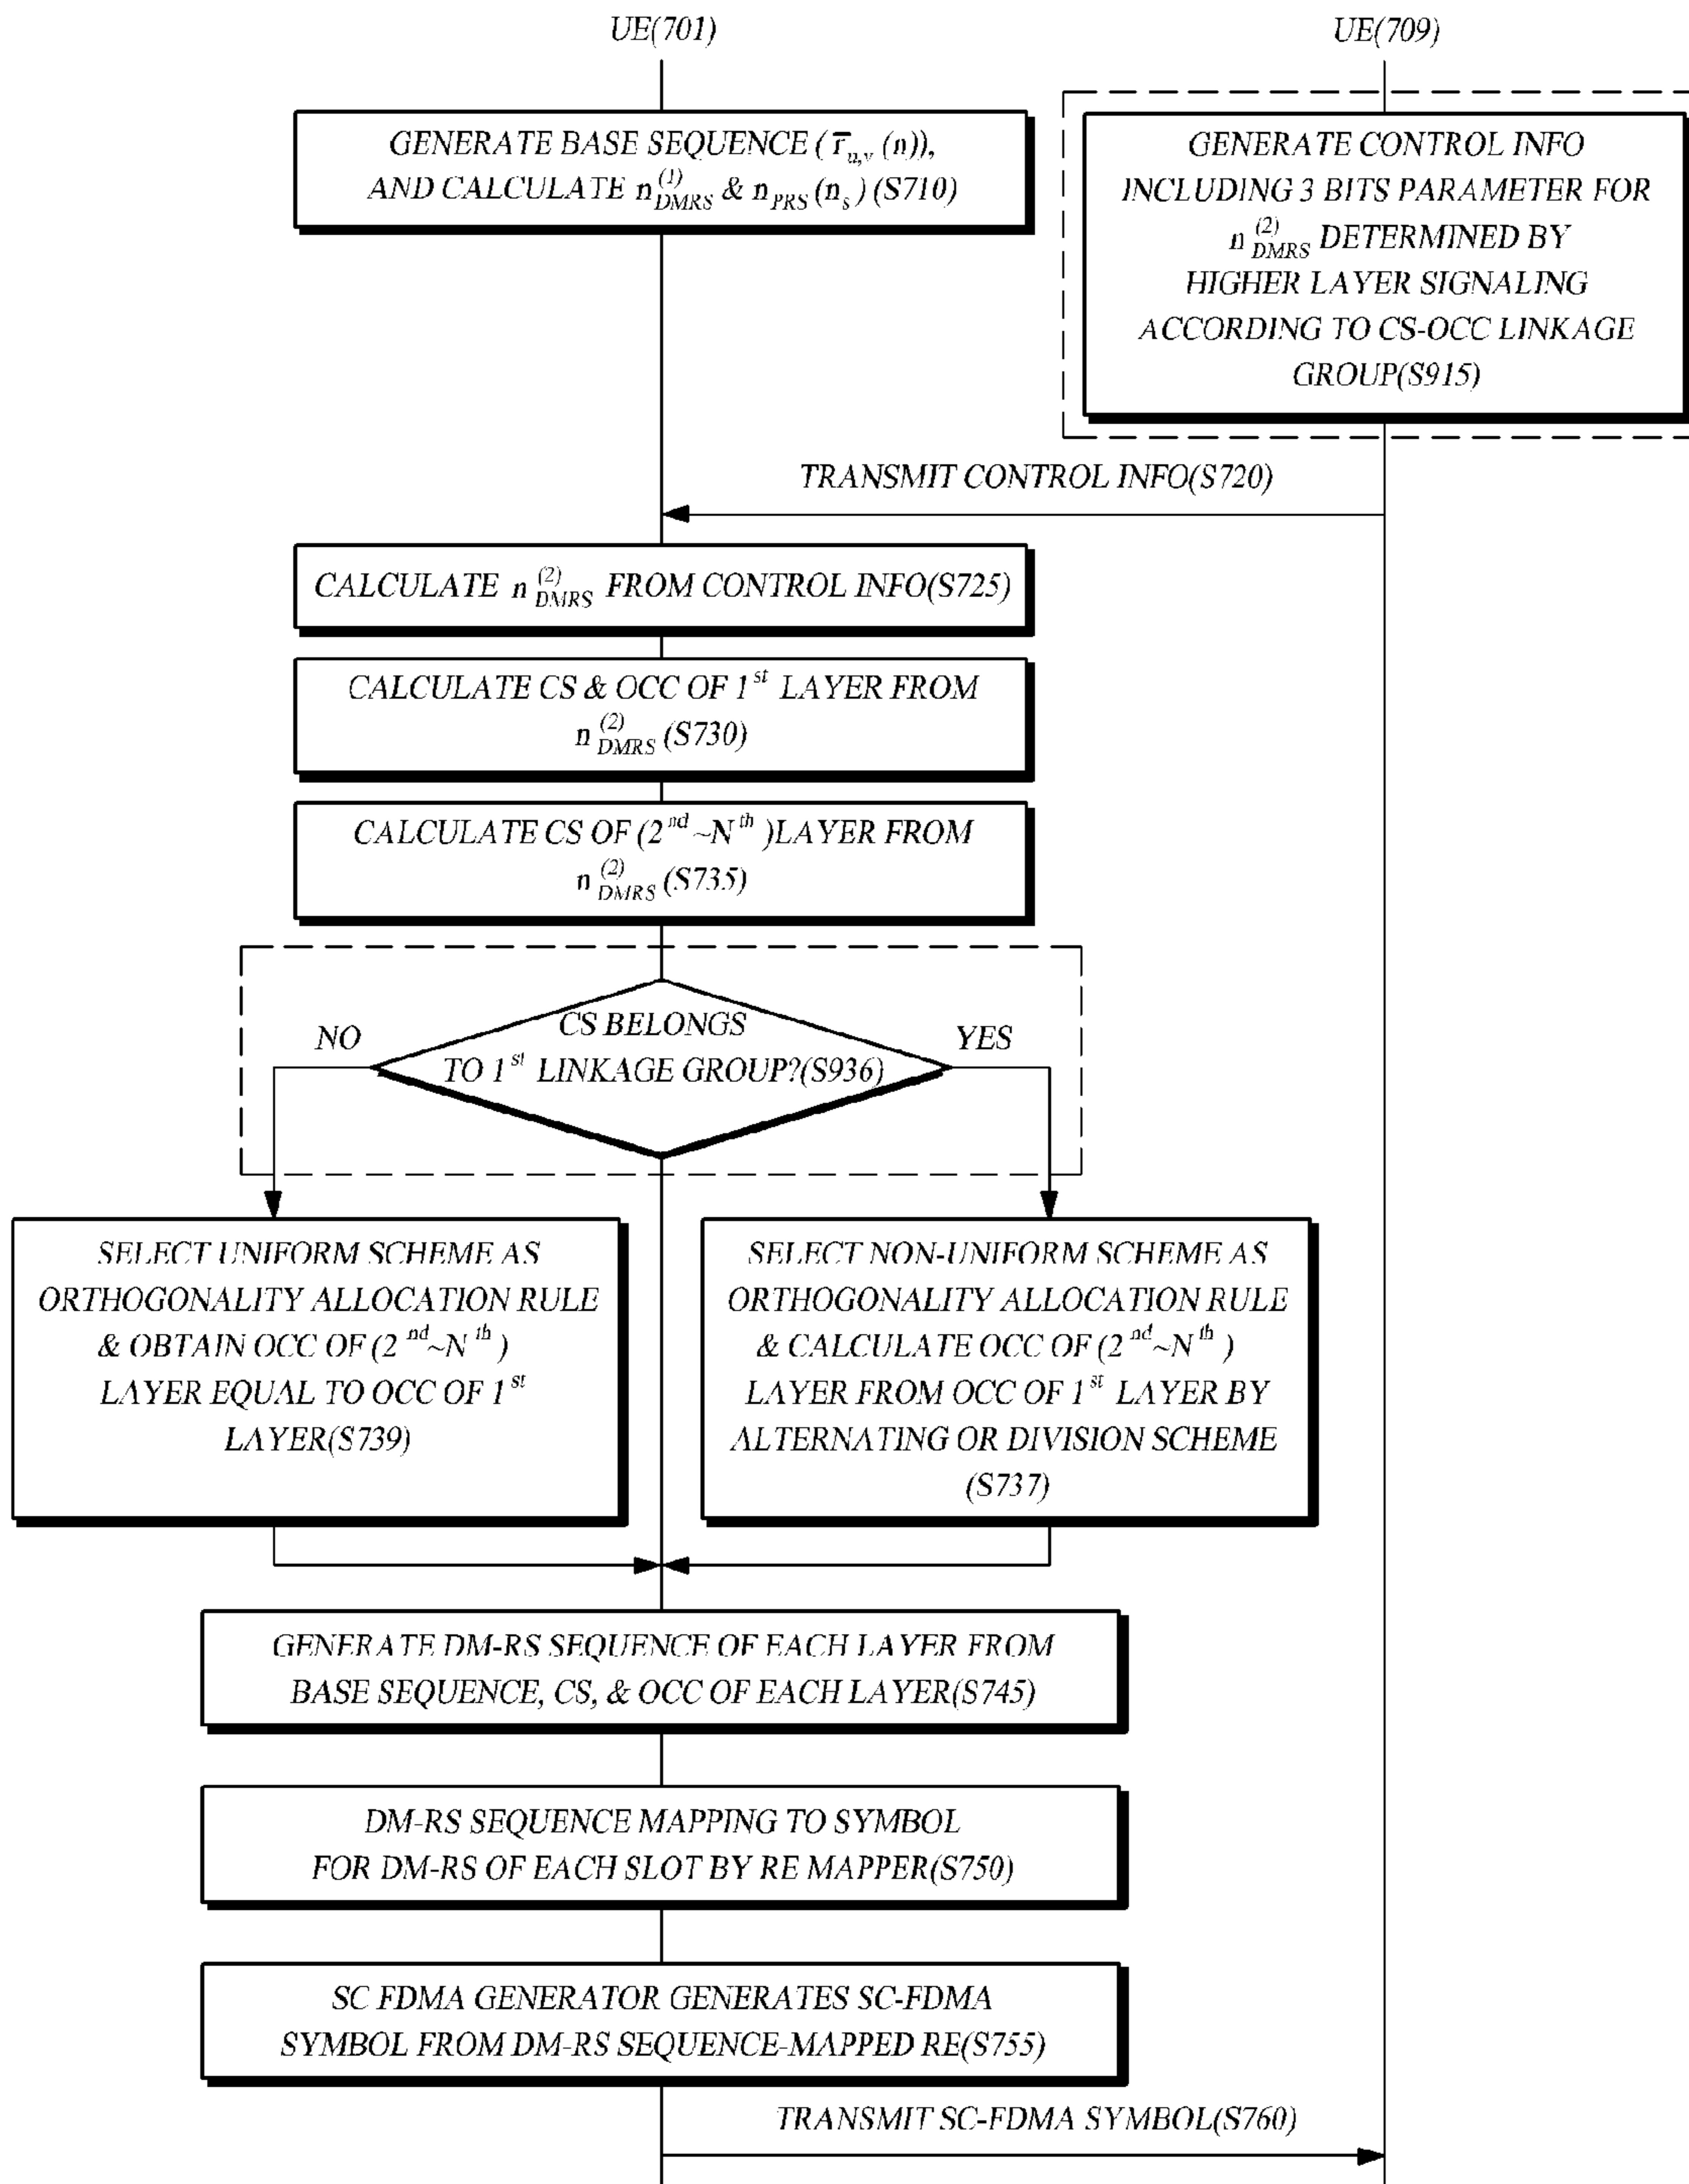 UE(701)
UE(709)
GENERATE BASE SEQUENCE (r̄u,v (n)),
AND CALCULATE n(1)DMRS & nPRS(ns) (S710)
GENERATE CONTROL INFO
INCLUDING 3 BITS PARAMETER FOR
n(2)DMRS DETERMINED BY
HIGHER LAYER SIGNALING
ACCORDING TO CS-OCC LINKAGE
GROUP(S915)
TRANSMIT CONTROL INFO(S720)
CALCULATE n(2)DMRS FROM CONTROL INFO(S725)
CALCULATE CS & OCC OF 1st LAYER FROM
n(2)DMRS (S730)
CALCULATE CS OF (2nd~Nth)LAYER FROM
n(2)DMRS (S735)
CS BELONGS
TO 1st LINKAGE GROUP?(S936)
NO
YES
SELECT UNIFORM SCHEME AS
ORTHOGONALITY ALLOCATION RULE
& OBTAIN OCC OF (2nd~Nth)
LAYER EQUAL TO OCC OF 1st
LAYER(S739)
SELECT NON-UNIFORM SCHEME AS
ORTHOGONALITY ALLOCATION RULE
& CALCULATE OCC OF (2nd~Nth)
LAYER FROM OCC OF 1st LAYER BY
ALTERNATING OR DIVISION SCHEME
(S737)
GENERATE DM-RS SEQUENCE OF EACH LAYER FROM
BASE SEQUENCE, CS, & OCC OF EACH LAYER(S745)
DM-RS SEQUENCE MAPPING TO SYMBOL
FOR DM-RS OF EACH SLOT BY RE MAPPER(S750)
SC FDMA GENERATOR GENERATES SC-FDMA
SYMBOL FROM DM-RS SEQUENCE-MAPPED RE(S755)
TRANSMIT SC-FDMA SYMBOL(S760)